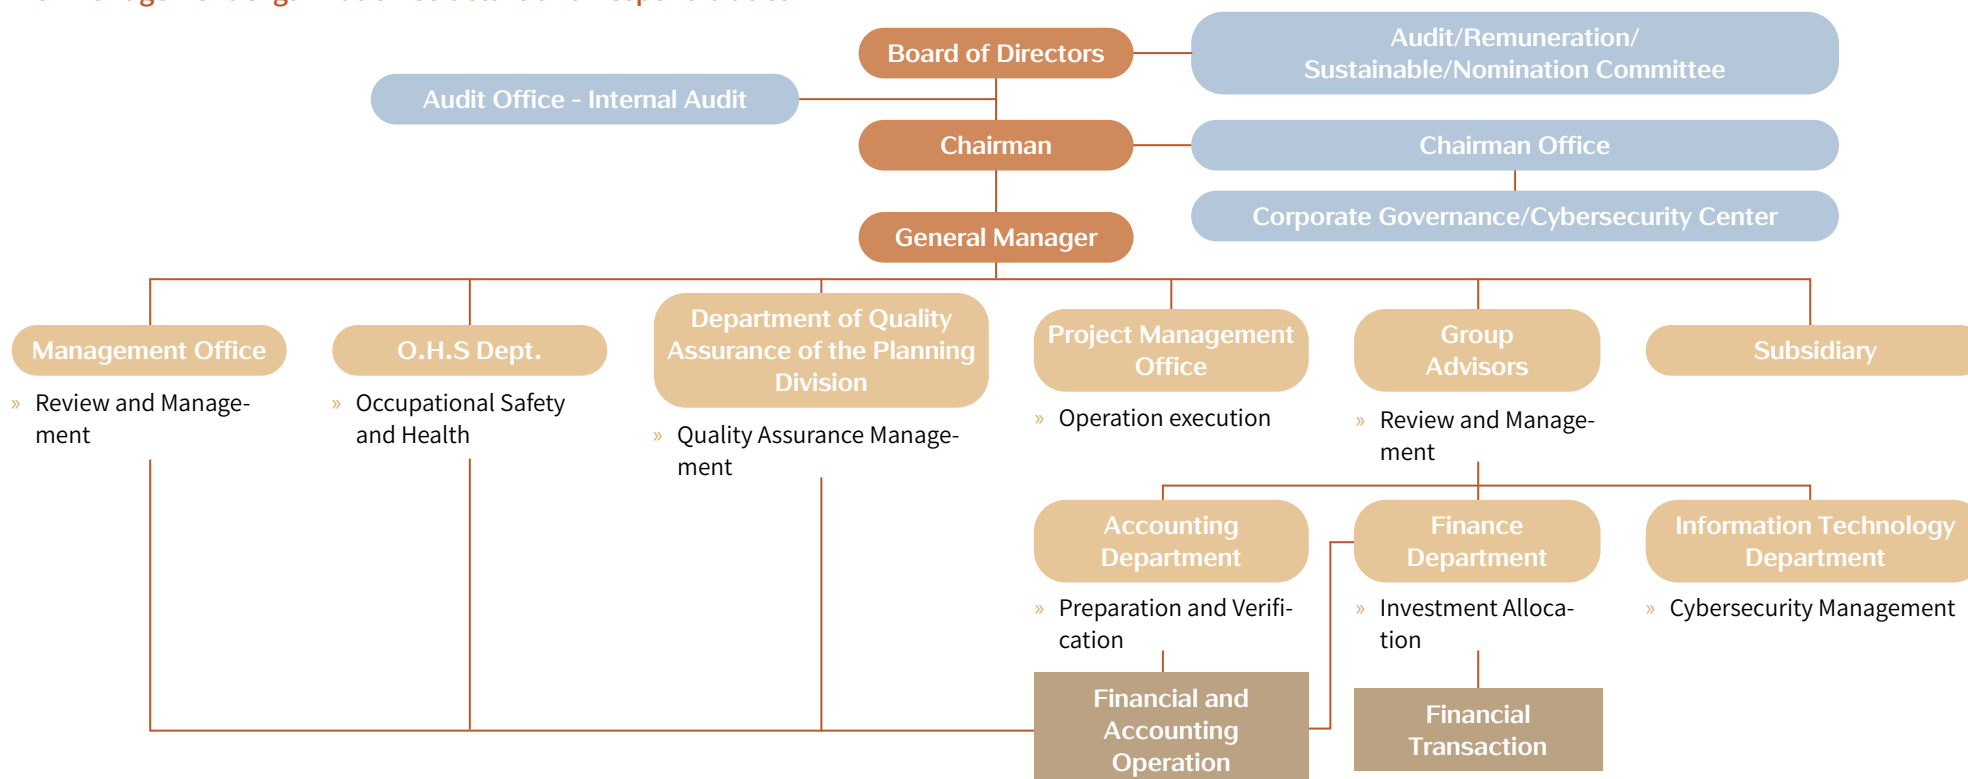 Board of Directors
Audit/Remuneration/
Sustainable/Nomination Committee
Audit Office - Internal Audit
Chairman
Chairman Office
Corporate Governance/Cybersecurity Center
General Manager
Management Office
» Review and Manage-
ment
O.H.S Dept.
» Occupational Safety
and Health
Department of Quality
Assurance of the Planning
Division
» Quality Assurance Manage-
ment
Project Management
Office
» Operation execution
Group
Advisors
» Review and Manage-
ment
Subsidiary
Accounting
Department
» Preparation and Verifi-
cation
Finance
Department
» Investment Alloca-
tion
Information Technology
Department
» Cybersecurity Management
Financial and
Accounting
Operation
Financial
Transaction